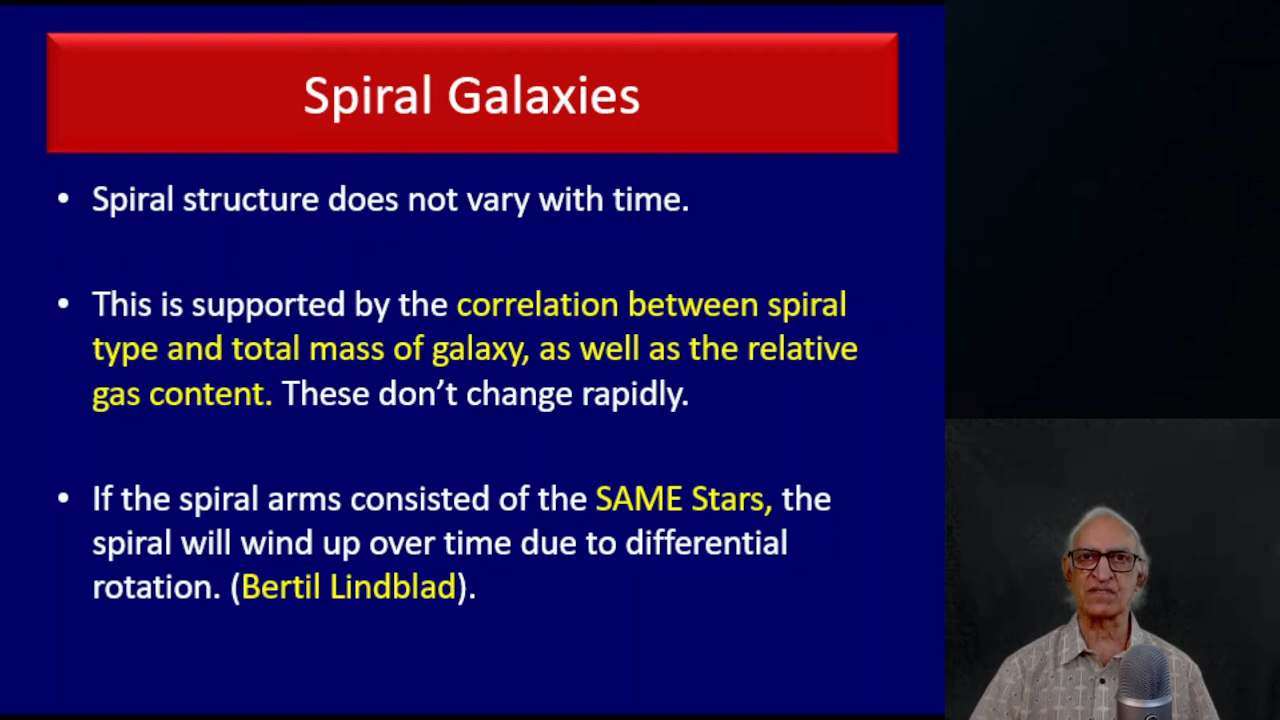 Spiral Galaxies
• Spiral structure does not vary with time.
• This is supported by the correlation between spiral
type and total mass of galaxy, as well as the relative
gas content. These don’t change rapidly.
• If the spiral arms consisted of the SAME Stars, the
spiral will wind up over time due to differential
rotation. (Bertil Lindblad).